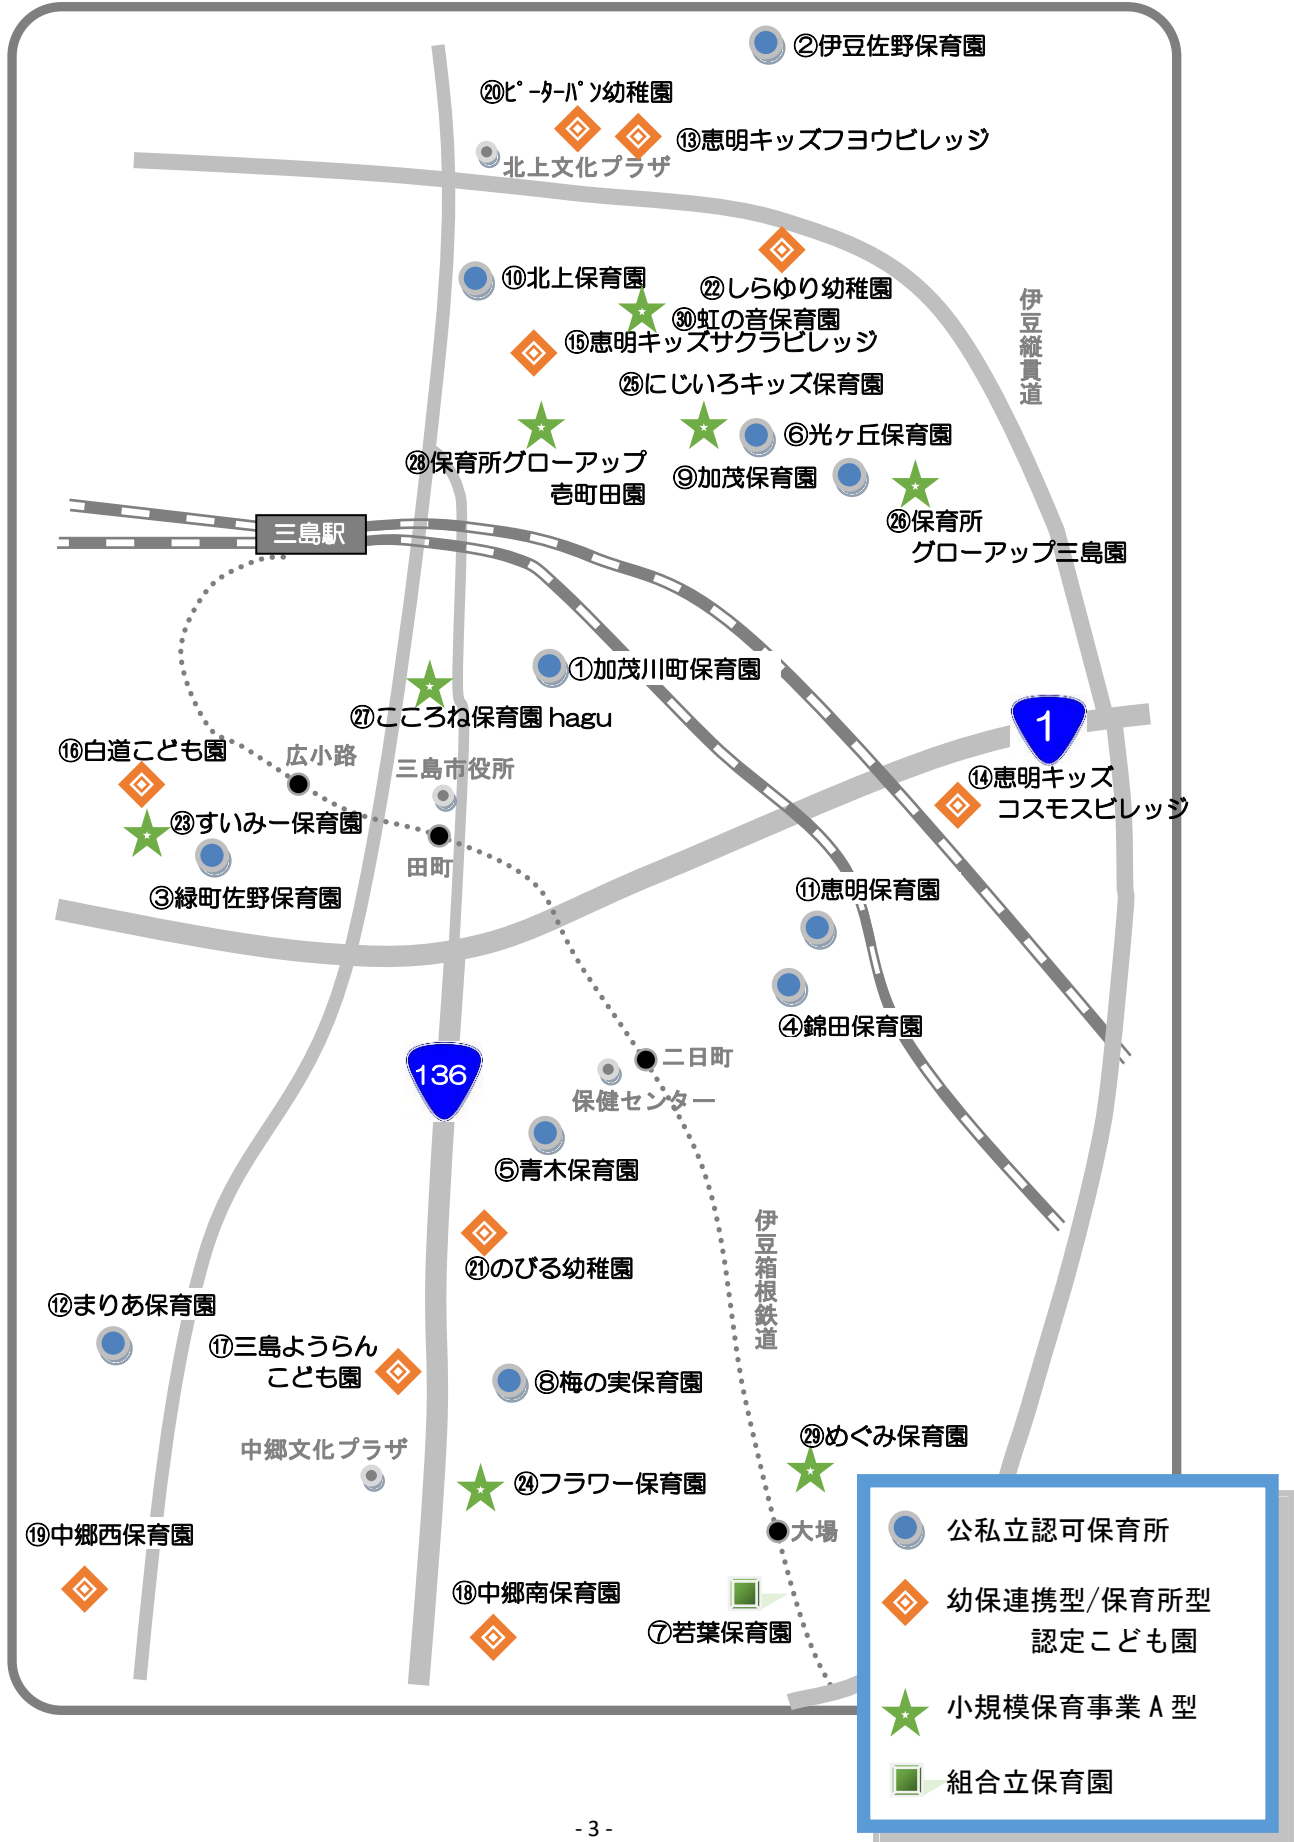 ②伊豆佐野保育園
⑳ピーターパン幼稚園
⑬恵明キッズフヨウビレッジ
北上文化プラザ
⑩北上保育園
㉒しらゆり幼稚園
伊豆縦貫道
㉚虹の音保育園
⑮恵明キッズサクラビレッジ
㉕にじいろキッズ保育園
⑥光ヶ丘保育園
㉘保育所グローアップ
壱町田園
⑨加茂保育園
㉖保育所
グローアップ三島園
三島駅
①加茂川町保育園
㉗こころね保育園 hagu
1
⑯白道こども園
広小路
三島市役所
⑭恵明キッズ
コスモスビレッジ
㉓すいみー保育園
田町
③緑町佐野保育園
⑪恵明保育園
④錦田保育園
136
二日町
保健センター
⑤青木保育園
伊豆箱根鉄道
㉑のびる幼稚園
⑫まりあ保育園
⑰三島ようらん
こども園
⑧梅の実保育園
中郷文化プラザ
㉙めぐみ保育園
㉔フラワー保育園
大場
⑲中郷西保育園
⑱中郷南保育園
⑦若葉保育園
公私立認可保育所
幼保連携型/保育所型
認定こども園
小規模保育事業 A 型
組合立保育園
- 3 -